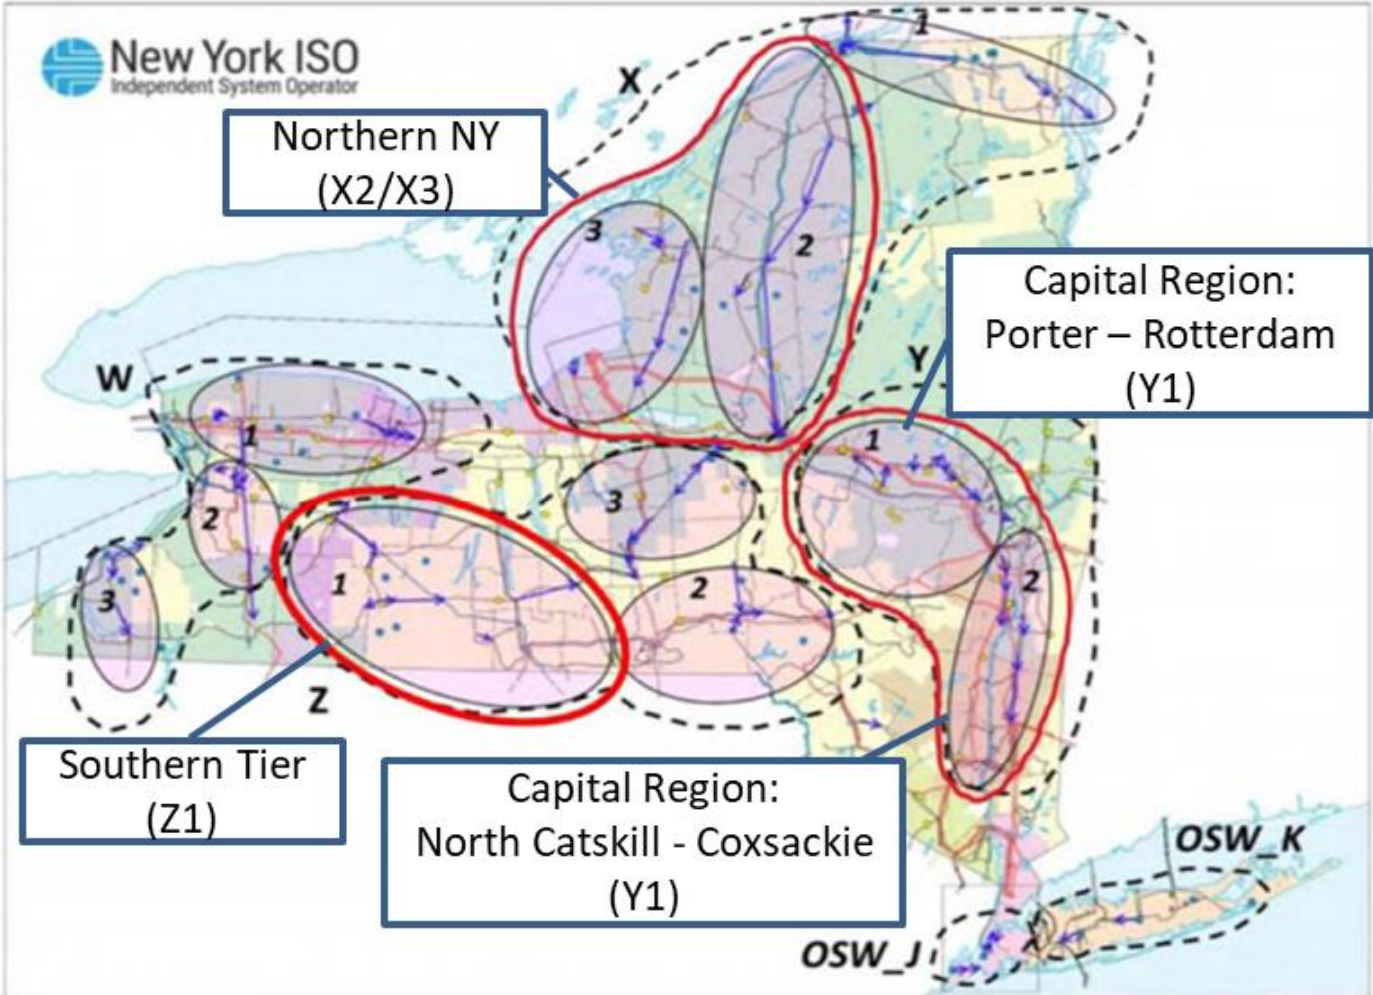 New York ISO
Independent System Operator
1
X
Northern NY
(X2/X3)
3
2
Capital Region:
Porter – Rotterdam
(Y1)
Y
W
1
1
3
2
1
2
2
3
Z
Southern Tier
(Z1)
Capital Region:
North Catskill - Coxsackie
(Y1)
OSW_K
OSW_J